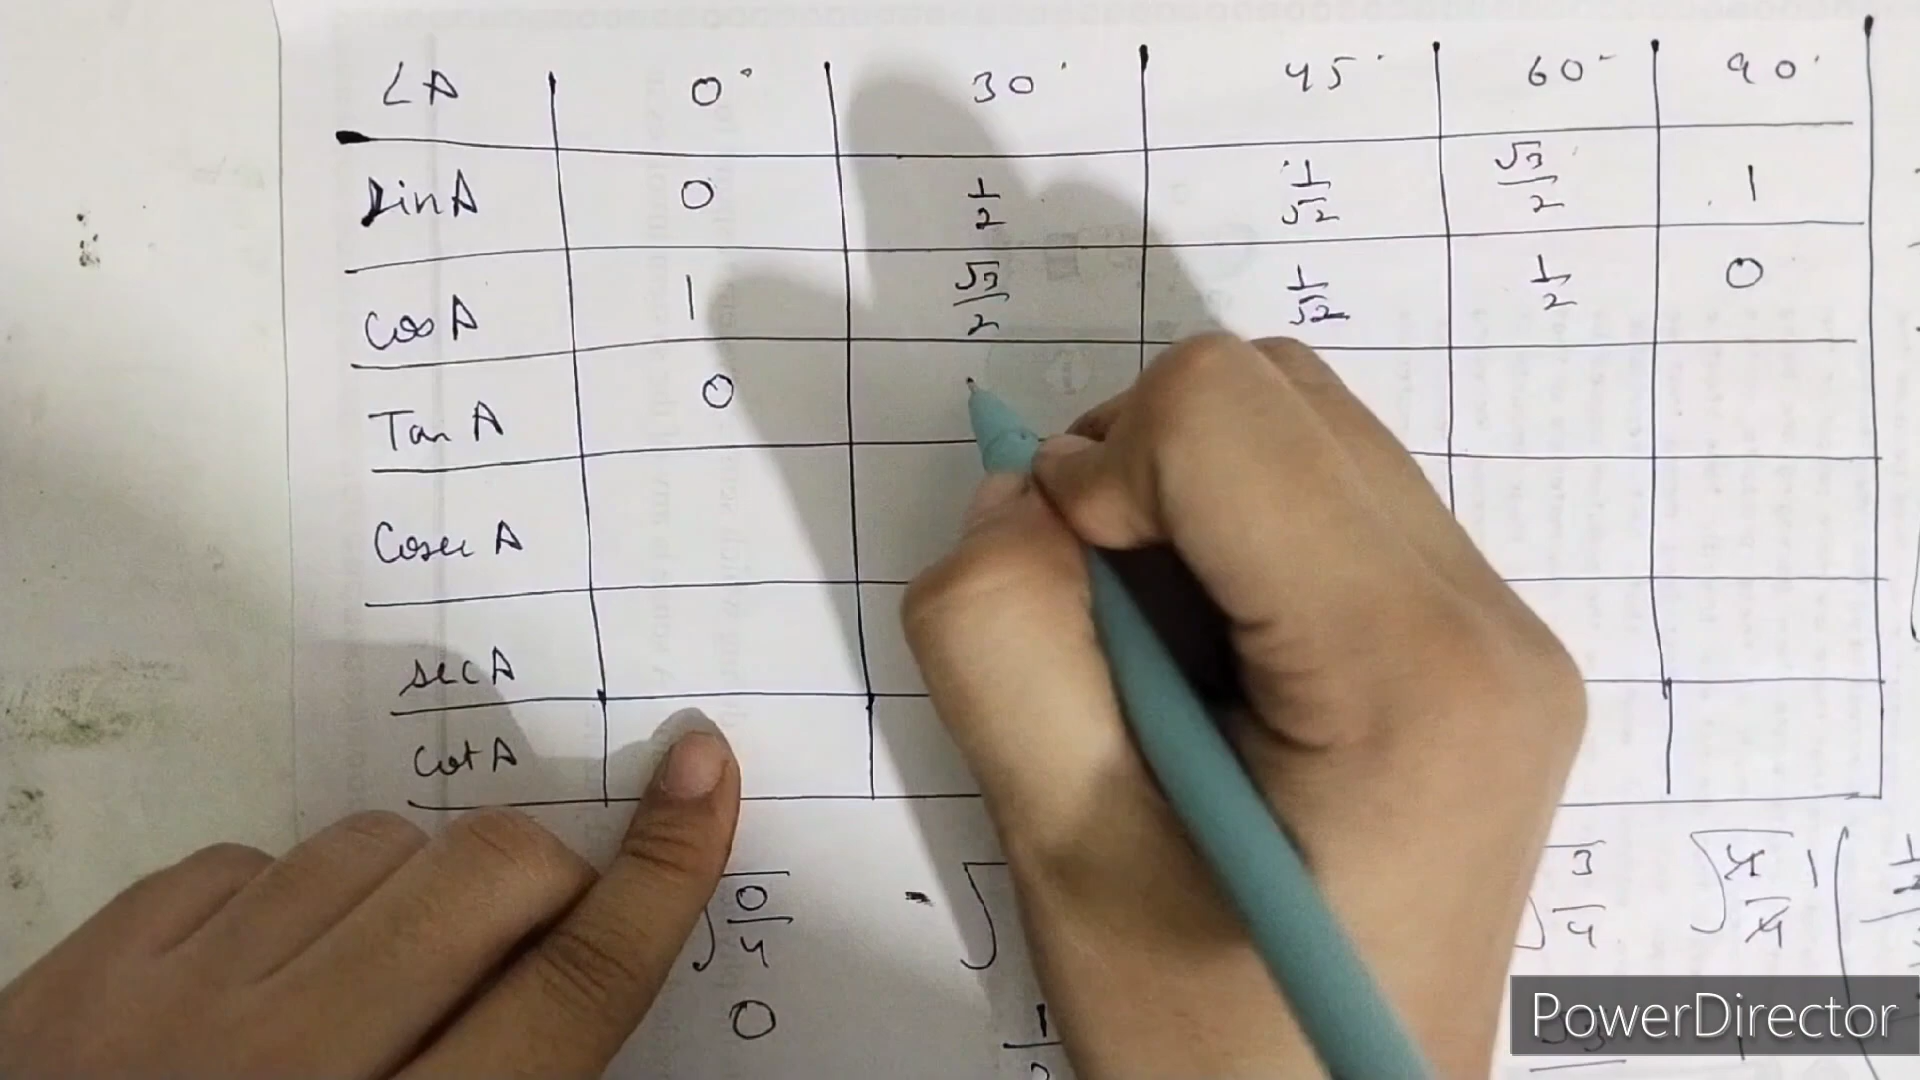 ∠A 0° 30° 45° 60° 90°
sin A 0 1/2 1/√2 √3/2 1
cos A 1 √3/2 1/√2 1/2 0
Tan A 0
Cosec A
sec A
cot A
√0/4 √ 3/4 √4/4 1
0 1
PowerDirector